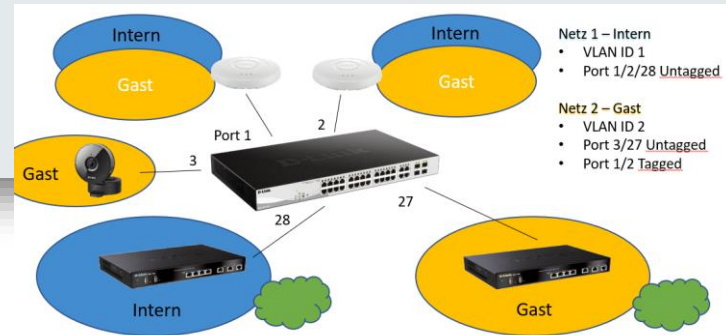 Intern
Gast
Intern
Gast
Netz 1 – Intern
• VLAN ID 1
• Port 1/2/28 Untagged
Netz 2 – Gast
• VLAN ID 2
• Port 3/27 Untagged
• Port 1/2 Tagged
Port 1
2
Gast
3
D-Link
28
27
Intern
Gast